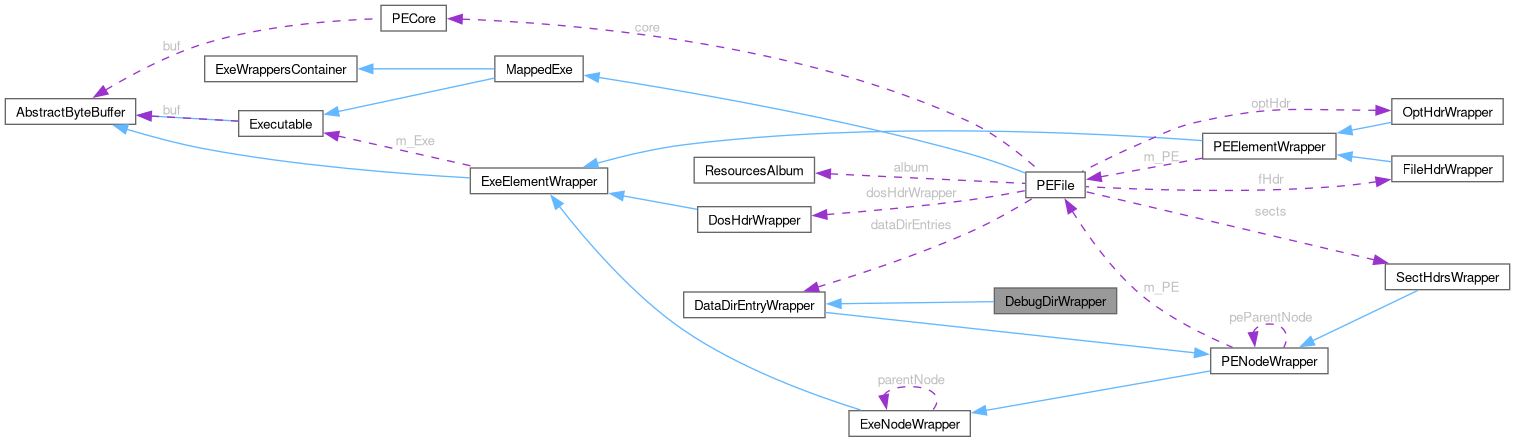 PECore
buf
core
ExeWrappersContainer
MappedExe
AbstractByteBuffer
buf
Executable
m_Exe
optHdr
OptHdrWrapper
PEElementWrapper
m_PE
ResourcesAlbum
album
FileHdrWrapper
fHdr
ExeElementWrapper
PEFile
dosHdrWrapper
DosHdrWrapper
sects
dataDirEntries
SectHdrsWrapper
DataDirEntryWrapper
DebugDirWrapper
m_PE
peParentNode
PENodeWrapper
parentNode
ExeNodeWrapper